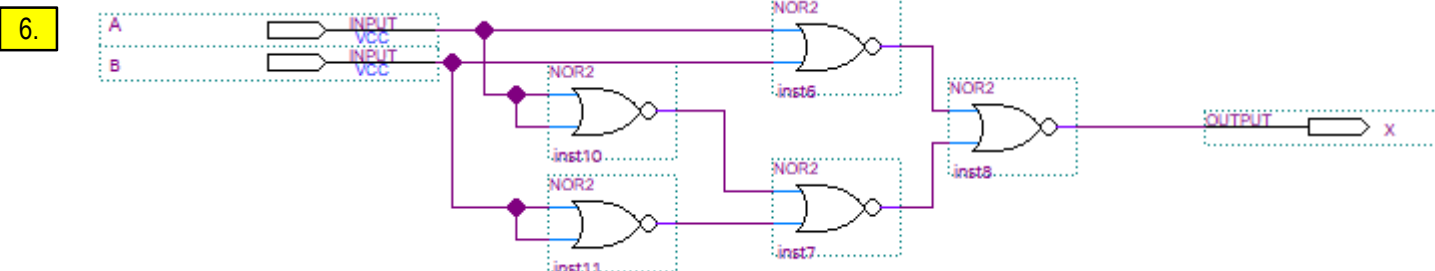 6.
NOR2
A INPUT
VCC
B INPUT
VCC
NOR2
inst6
NOR2
inst10
OUTPUT X
inst8
NOR2
NOR2
inst7
inst11